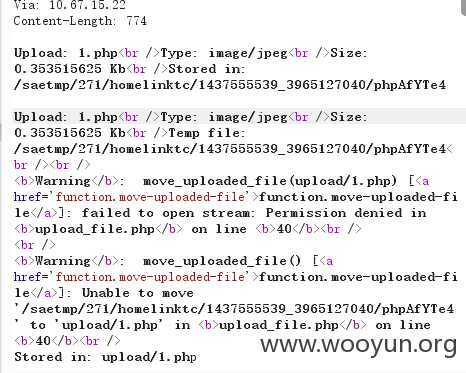 Via: 10.67.15.22
Content-Length: 774
Upload: 1.php<br />Type: image/jpeg<br />Size:
0.353515625 Kb<br />Stored in:
/saetmp/271/homelinktc/1437555539_3965127040/phpAfYTe4
Upload: 1.php<br />Type: image/jpeg<br />Size:
0.353515625 Kb<br />Temp file:
/saetmp/271/homelinktc/1437555539_3965127040/phpAfYTe4<
br /><br />
<b>Warning</b>:  move_uploaded_file(upload/1.php) [<a
href='function.move-uploaded-file'>function.move-uploaded-fi
le</a>]: failed to open stream: Permission denied in
<b>upload_file.php</b> on line <b>40</b><br />
<br />
<b>Warning</b>:  move_uploaded_file() [<a
href='function.move-uploaded-file'>function.move-uploaded-fi
le</a>]: Unable to move
'/saetmp/271/homelinktc/1437555539_3965127040/phpAfYTe4
' to 'upload/1.php' in <b>upload_file.php</b> on line
<b>40</b><br />
Stored in: upload/1.php
www.wooyun.org